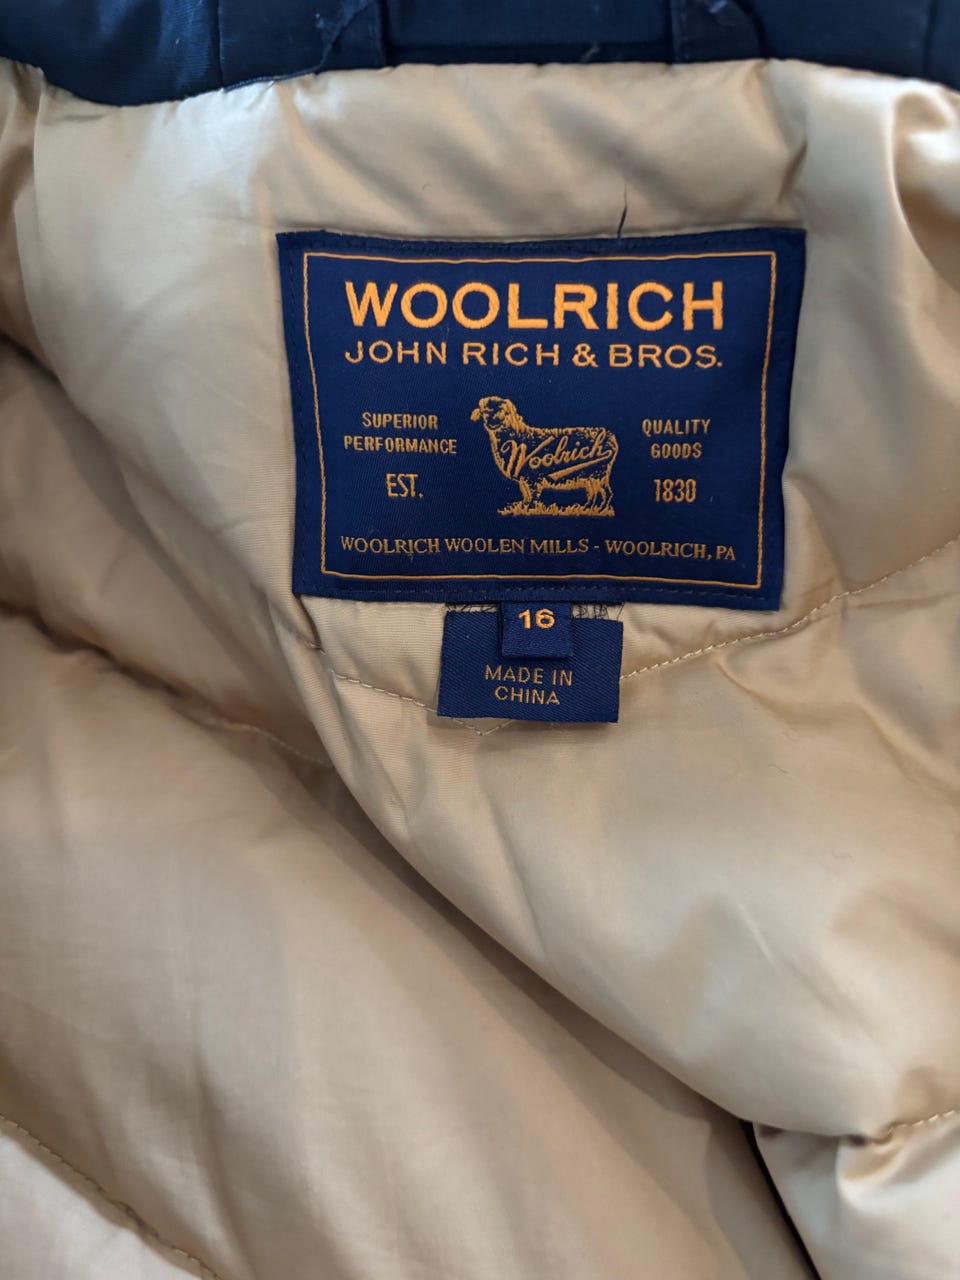 WOOLRICH
JOHN RICH & BROS.
SUPERIOR
PERFORMANCE
EST.
Woolrich
QUALITY
GOODS
1830
WOOLRICH WOOLEN MILLS - WOOLRICH, PA
16
MADE IN
CHINA